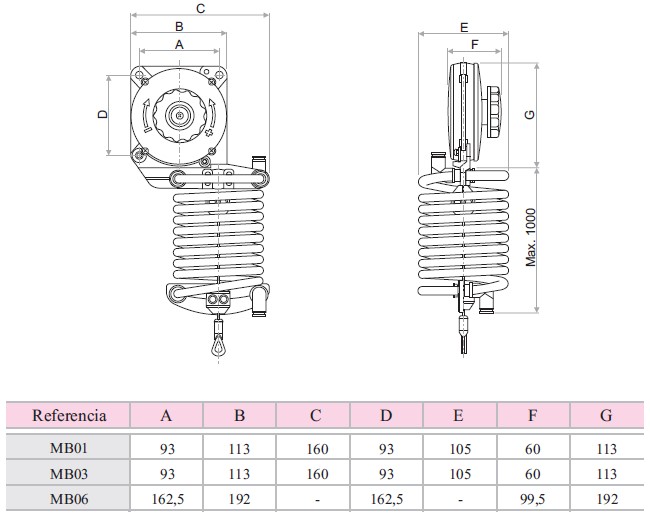 C
B
A
D
E
F
G
Max. 1000
Referencia A B C D E F G
MB01 93 113 160 93 105 60 113
MB03 93 113 160 93 105 60 113
MB06 162,5 192 - 162,5 - 99,5 192